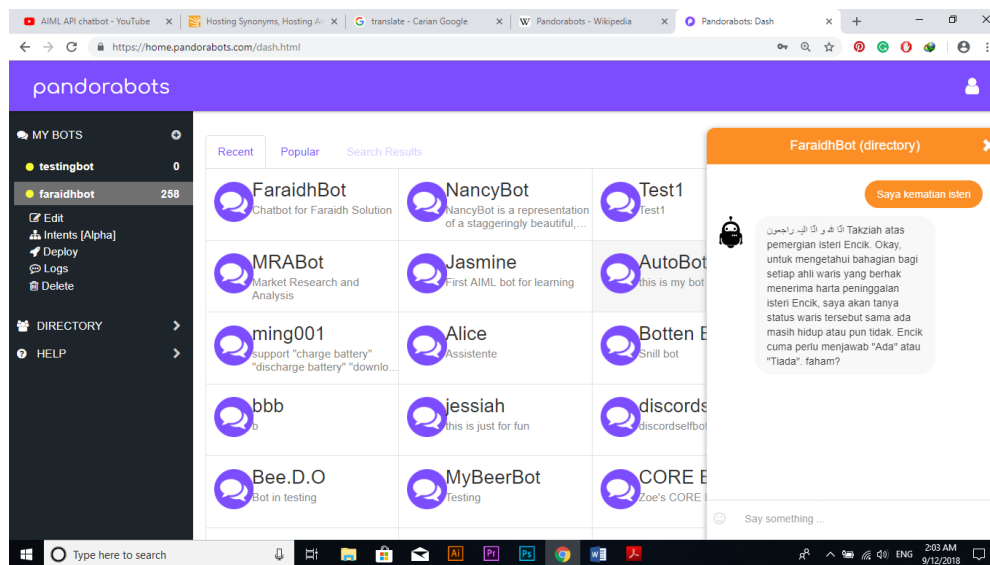 AIML API chatbot - YouTube
Hosting Synonyms, Hosting An
translate - Carian Google
Pandorabots - Wikipedia
Pandorabots: Dash
https://home.pandorabots.com/dash.html
pandorabots
MY BOTS
testingbot 0
faraidhbot 258
Edit
Intents [Alpha]
Deploy
Logs
Delete
DIRECTORY
HELP
Recent Popular Search Results
FaraidhBot
Chatbot for Faraidh Solution
NancyBot
NancyBot is a representation
of a staggeringly beautiful,...
Test1
Test1
MRABot
Market Research and
Analysis
Jasmine
First AIML bot for learning
AutoBot
this is my bot
ming001
support "charge battery"
"discharge battery" "downlo...
Alice
Assistente
Botten
Snill bot
bbb
b
jessiah
this is just for fun
discords
discordselfbo
Bee.D.O
Bot in testing
MyBeerBot
Testing
CORE
Zoe's CORE
FaraidhBot (directory)
Saya kematian isteri
انّا لله و انّا اليه راجعون Takziah atas
pemergian isteri Encik. Okay,
untuk mengetahui bahagian bagi
setiap ahli waris yang berhak
menerima harta peninggalan
isteri Encik, saya akan tanya
status waris tersebut sama ada
masih hidup atau pun tidak. Encik
cuma perlu menjawab "Ada" atau
"Tiada". faham?
Say something ...
Type here to search
Ai
Pr
Ps
ENG
2:03 AM
9/12/2018